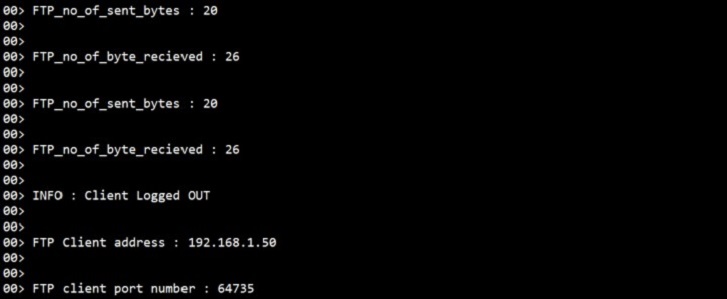 00> FTP_no_of_sent_bytes : 20
00>
00>
00> FTP_no_of_byte_recieved : 26
00>
00>
00> FTP_no_of_sent_bytes : 20
00>
00>
00> FTP_no_of_byte_recieved : 26
00>
00>
00> INFO : Client Logged OUT
00>
00>
00> FTP Client address : 192.168.1.50
00>
00>
00> FTP client port number : 64735